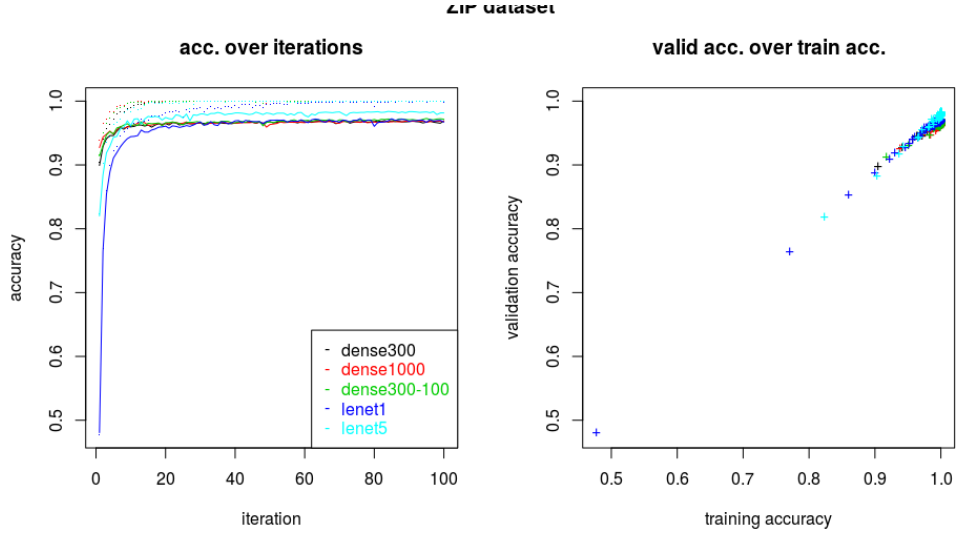 ZIP dataset
acc. over iterations
accuracy
1.0
0.9
0.8
0.7
0.6
0.5
0
20
40
60
80
100
iteration
- dense300
- dense1000
- dense300-100
- lenet1
- lenet5
valid acc. over train acc.
validation accuracy
1.0
0.9
0.8
0.7
0.6
0.5
0.5
0.6
0.7
0.8
0.9
1.0
training accuracy